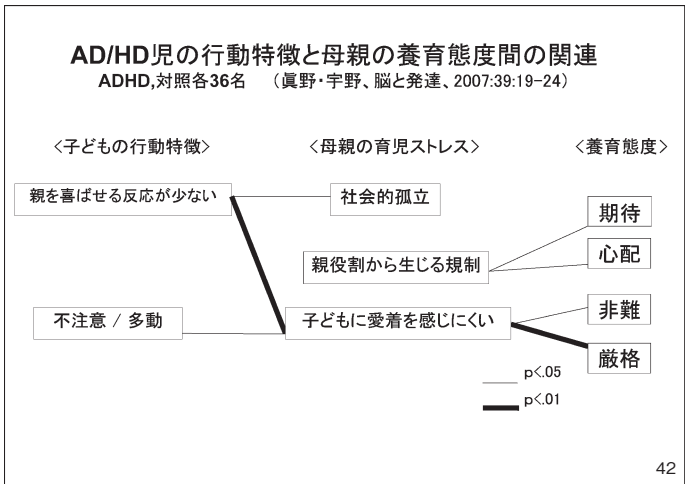 AD/HD児の行動特徴と母親の養育態度間の関連
ADHD,対照各36名 (眞野・宇野、脳と発達、2007:39:19-24)
<子どもの行動特徴> <母親の育児ストレス> <養育態度>
親を喜ばせる反応が少ない 社会的孤立
期待
親役割から生じる規制 心配
不注意 / 多動 子どもに愛着を感じにくい 非難
厳格
p<.05
p<.01
42